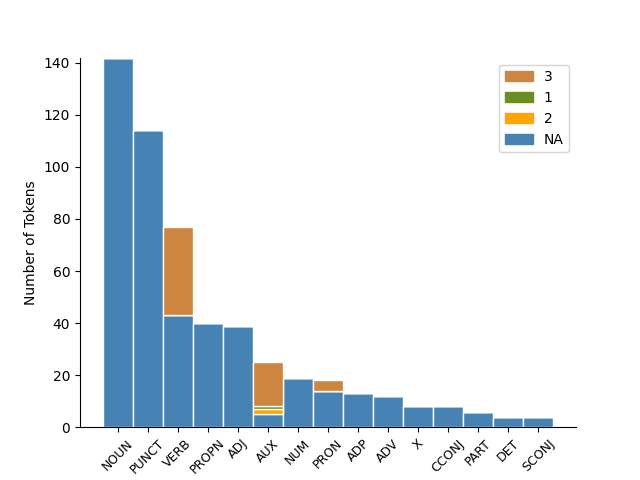 140
120
100
80
60
40
20
0
Number of Tokens
3
1
2
NA
NOUN
PUNCT
VERB
PROPN
ADJ
AUX
NUM
PRON
ADP
ADV
X
CCONJ
PART
DET
SCONJ